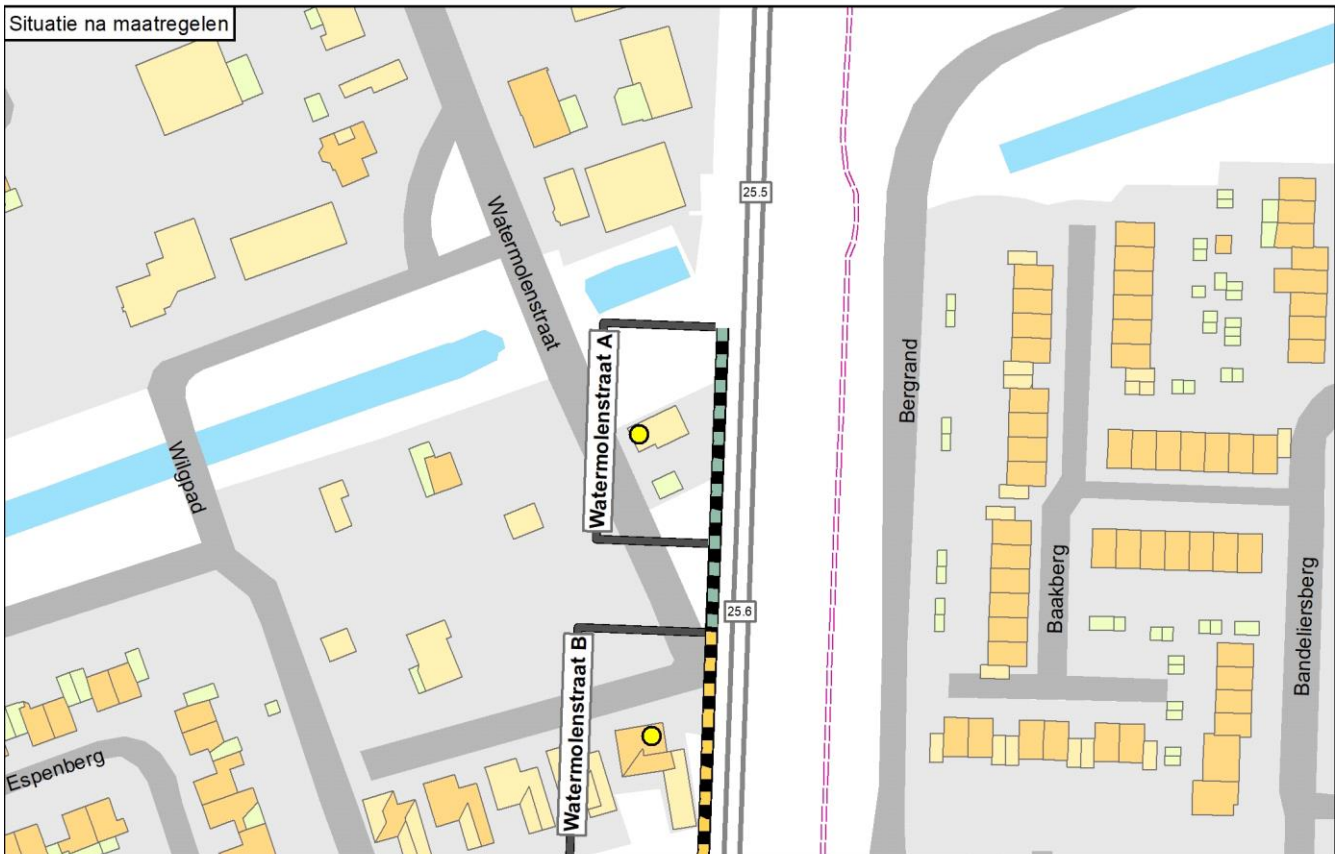 Situatie na maatregelen
25.5
Watermolenstraat
Watermolenstraat A
Bergrand
Wilgpad
Baakberg
Bandeliersberg
25.6
Watermolenstraat B
Espenberg